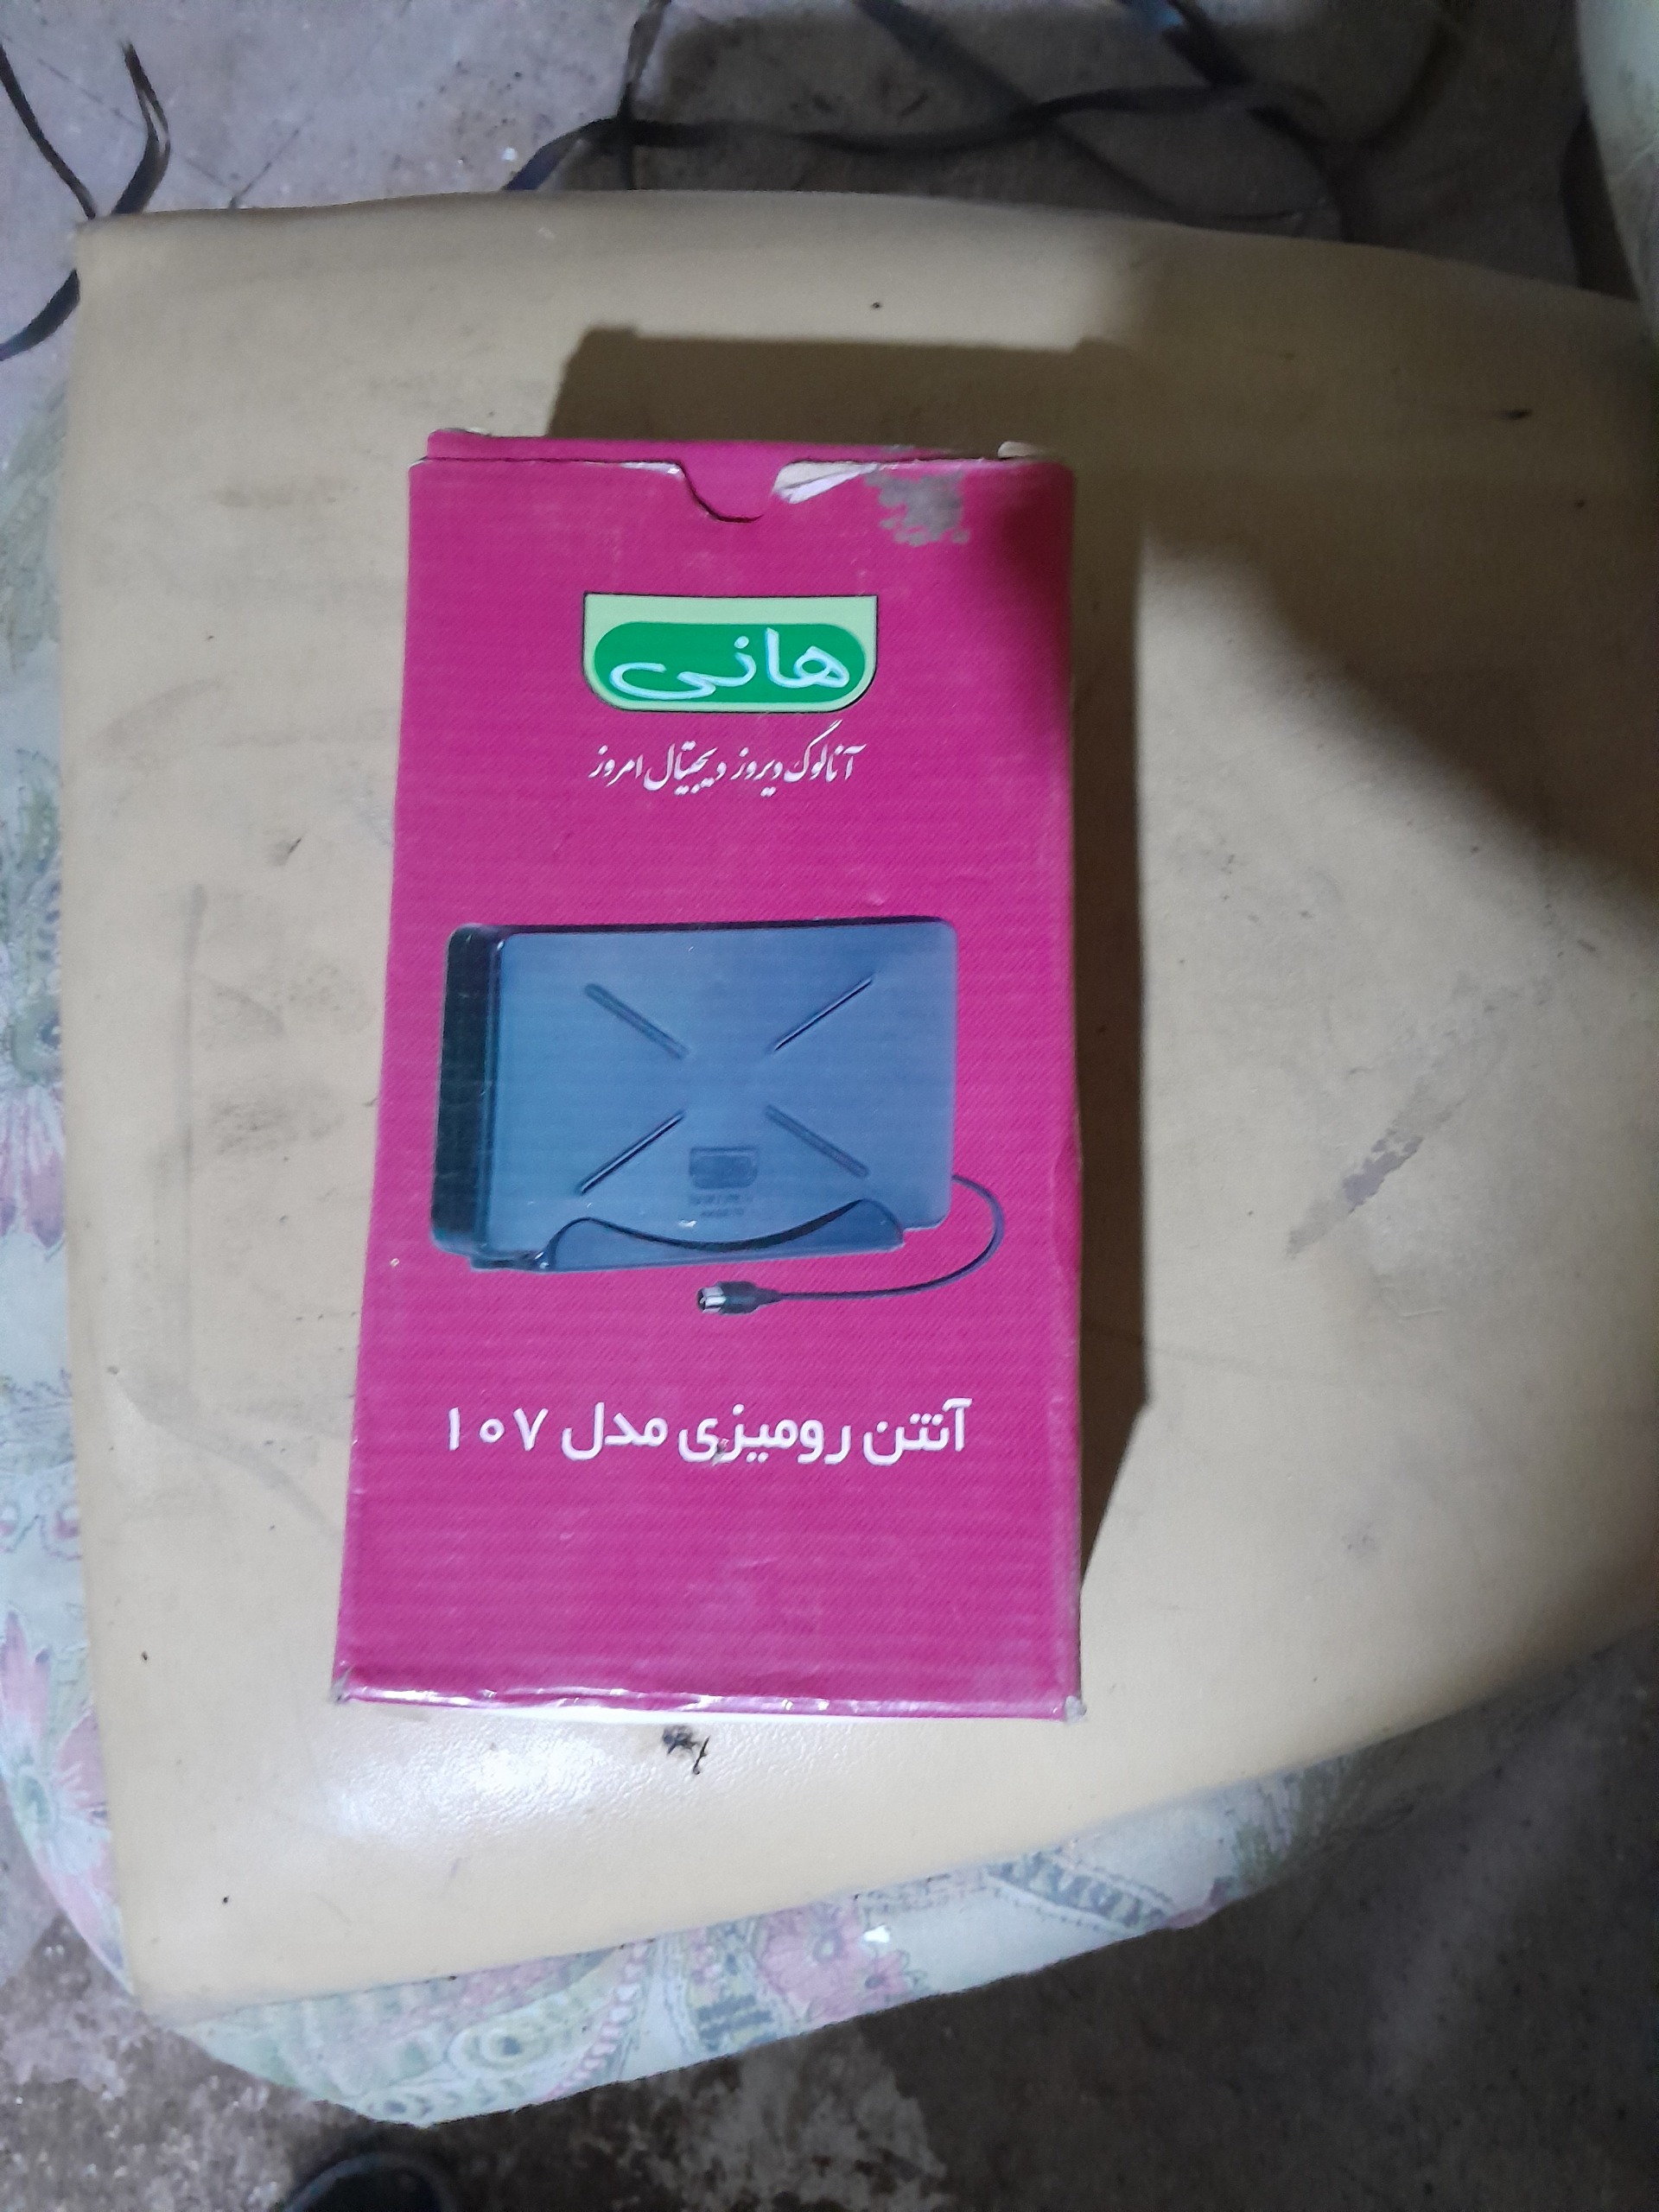 هانی
آنالوگ دیروز دیجیتال امروز
آنتن رومیزی مدل ۱۰۷